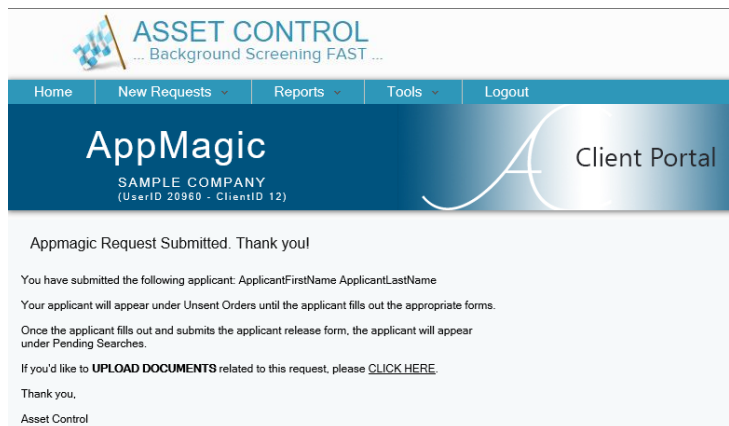 ASSET CONTROL
... Background Screening FAST ...
Home New Requests Reports Tools Logout
AppMagic
SAMPLE COMPANY
(UserID 20960 - ClientID 12)
A Client Portal
Appmagic Request Submitted. Thank you!
You have submitted the following applicant: ApplicantFirstName ApplicantLastName
Your applicant will appear under Unsent Orders until the applicant fills out the appropriate forms.
Once the applicant fills out and submits the applicant release form, the applicant will appear
under Pending Searches.
If you'd like to UPLOAD DOCUMENTS related to this request, please CLICK HERE.
Thank you,
Asset Control